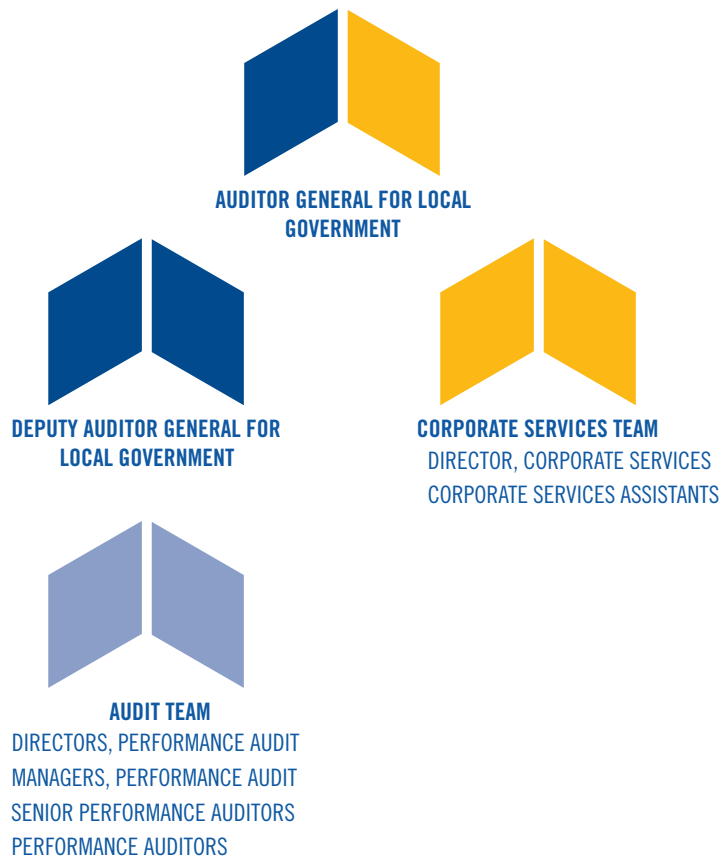 AUDITOR GENERAL FOR LOCAL
GOVERNMENT
DEPUTY AUDITOR GENERAL FOR
LOCAL GOVERNMENT
CORPORATE SERVICES TEAM
DIRECTOR, CORPORATE SERVICES
CORPORATE SERVICES ASSISTANTS
AUDIT TEAM
DIRECTORS, PERFORMANCE AUDIT
MANAGERS, PERFORMANCE AUDIT
SENIOR PERFORMANCE AUDITORS
PERFORMANCE AUDITORS